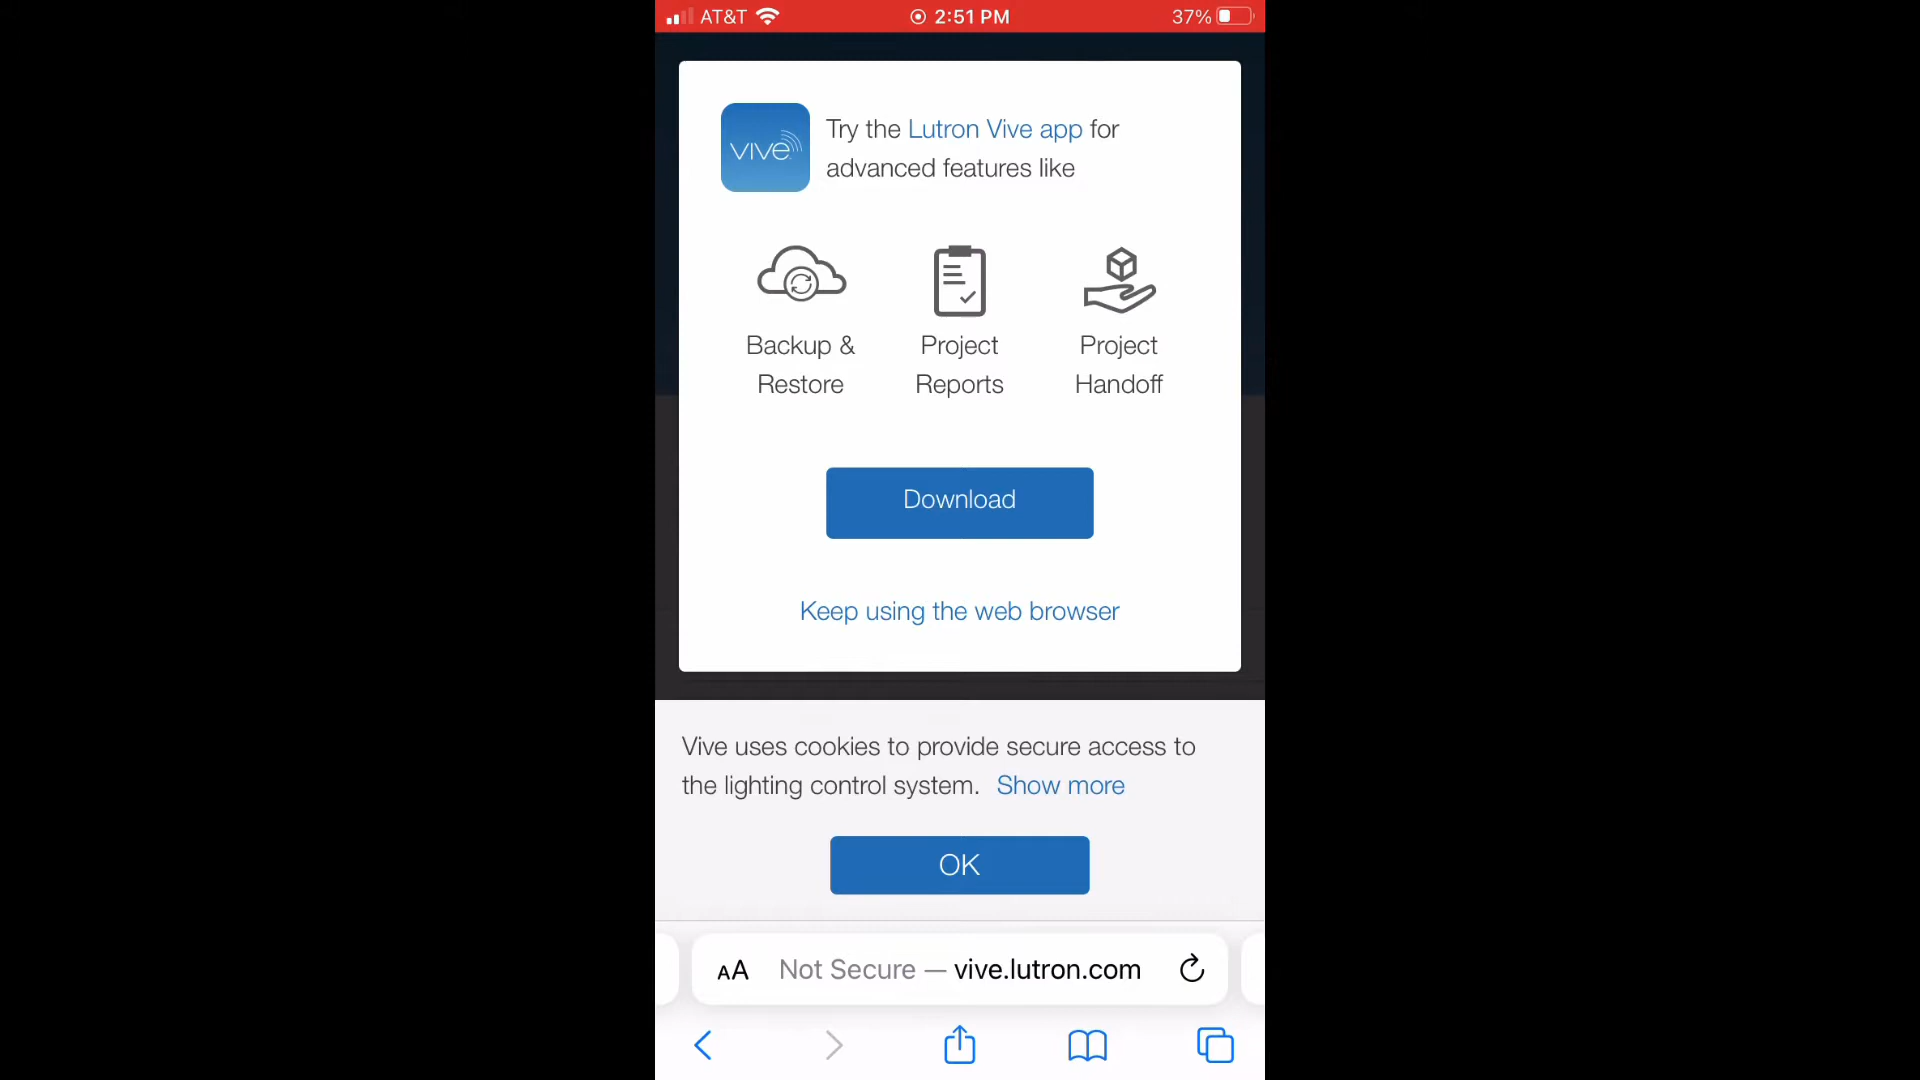 AT&T 2:51 PM 37%
vive
Try the Lutron Vive app for
advanced features like
Backup &
Restore
Project
Reports
Project
Handoff
Download
Keep using the web browser
Vive uses cookies to provide secure access to
the lighting control system. Show more
OK
AA Not Secure — vive.lutron.com